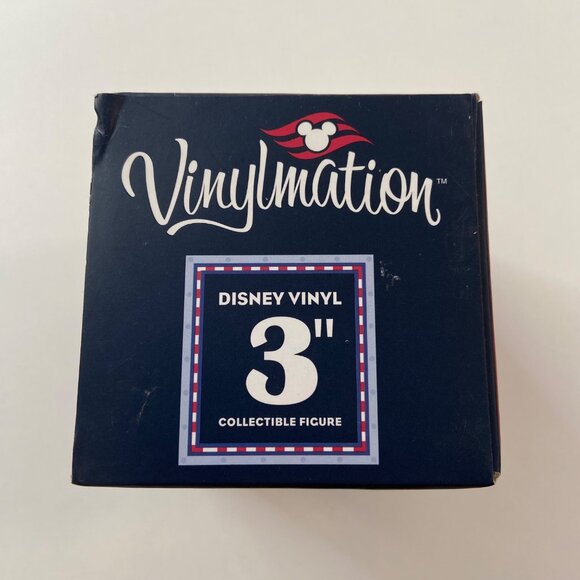 Vinylmation™
DISNEY VINYL
3"
COLLECTIBLE FIGURE